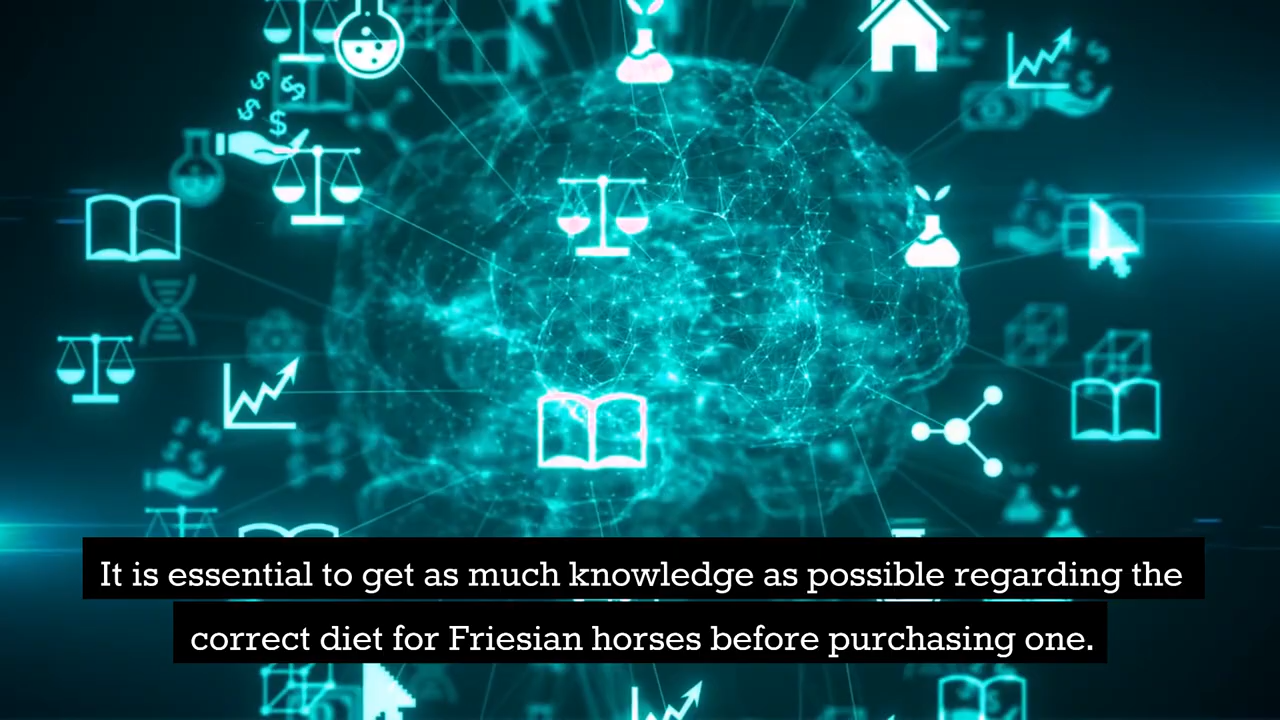 It is essential to get as much knowledge as possible regarding the
correct diet for Friesian horses before purchasing one.